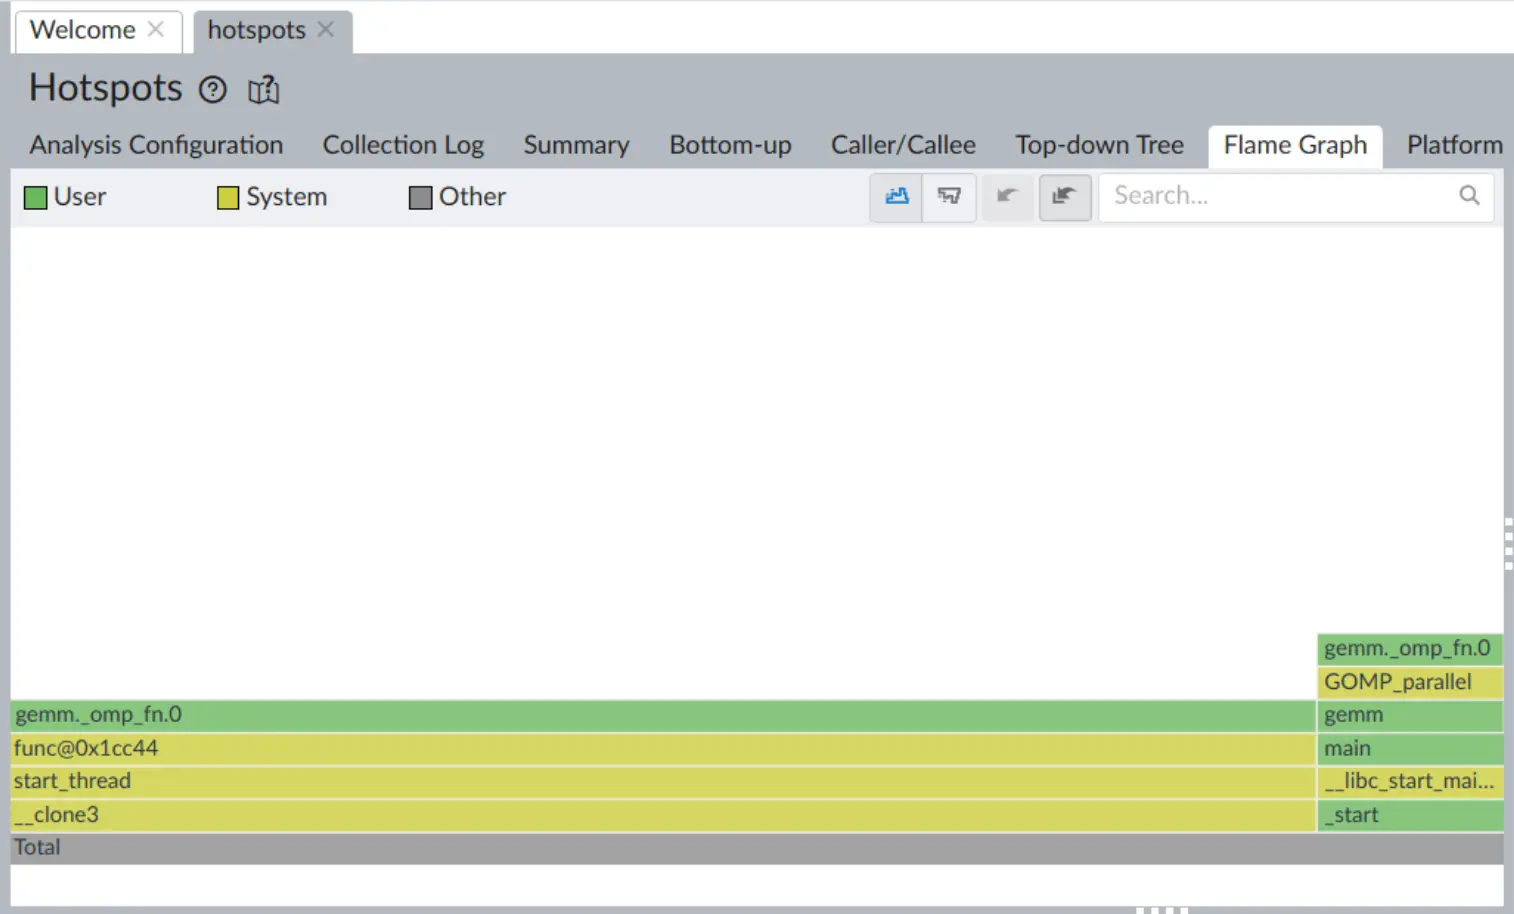 Welcome hotspots
Hotspots
Analysis Configuration Collection Log Summary Bottom-up Caller/Callee Top-down Tree Flame Graph Platform
User System Other Search...
gemm._omp_fn.0
GOMP_parallel
gemm._omp_fn.0 gemm
func@0x1cc44 main
start_thread __libc_start_mai...
__clone3 _start
Total